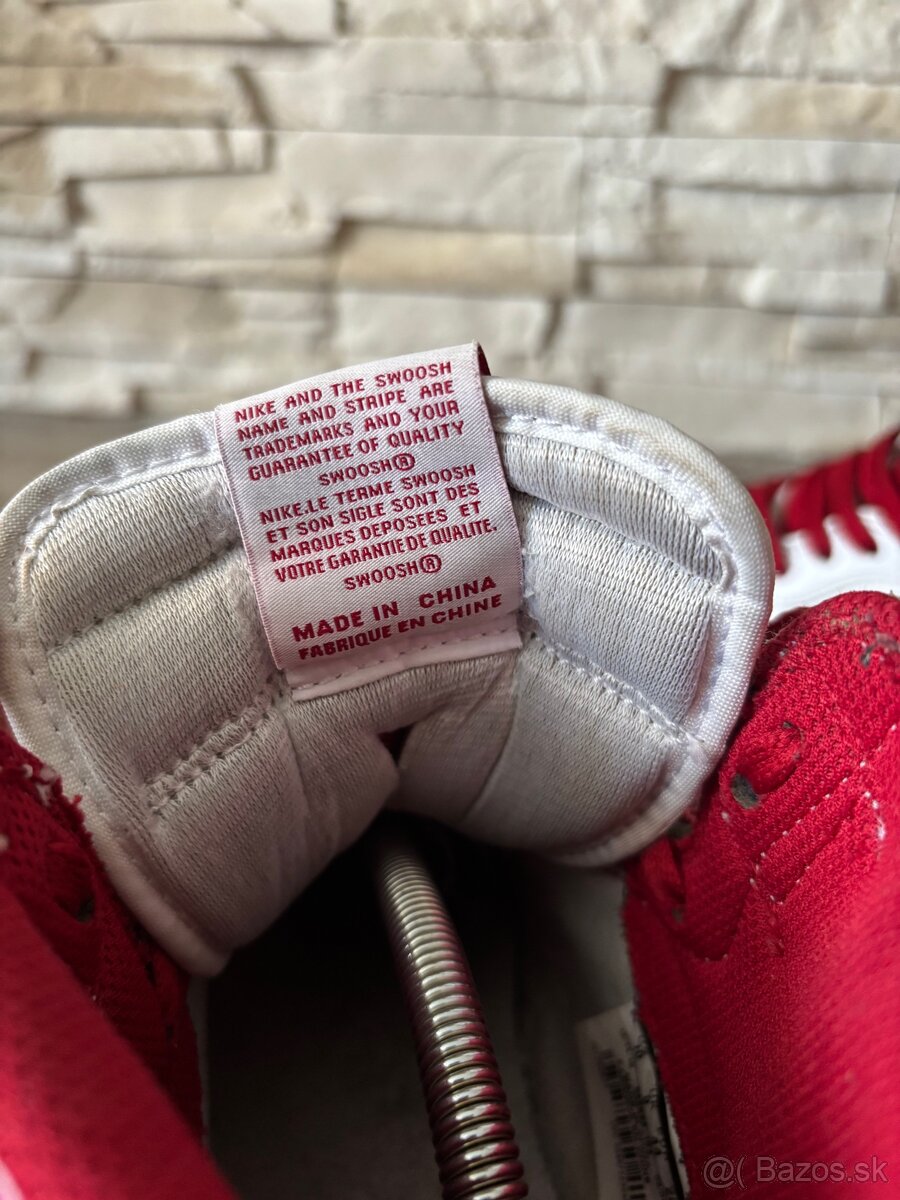 NIKE AND THE SWOOSH
NAME AND STRIPE ARE
TRADEMARKS AND YOUR
GUARANTEE OF QUALITY
SWOOSH®
NIKE.LE TERME SWOOSH
ET SON SIGLE SONT DES
MARQUES DEPOSEES ET
VOTRE GARANTIE DE QUALITE.
SWOOSH®
MADE IN CHINA
FABRIQUE EN CHINE
@( Bazos.sk